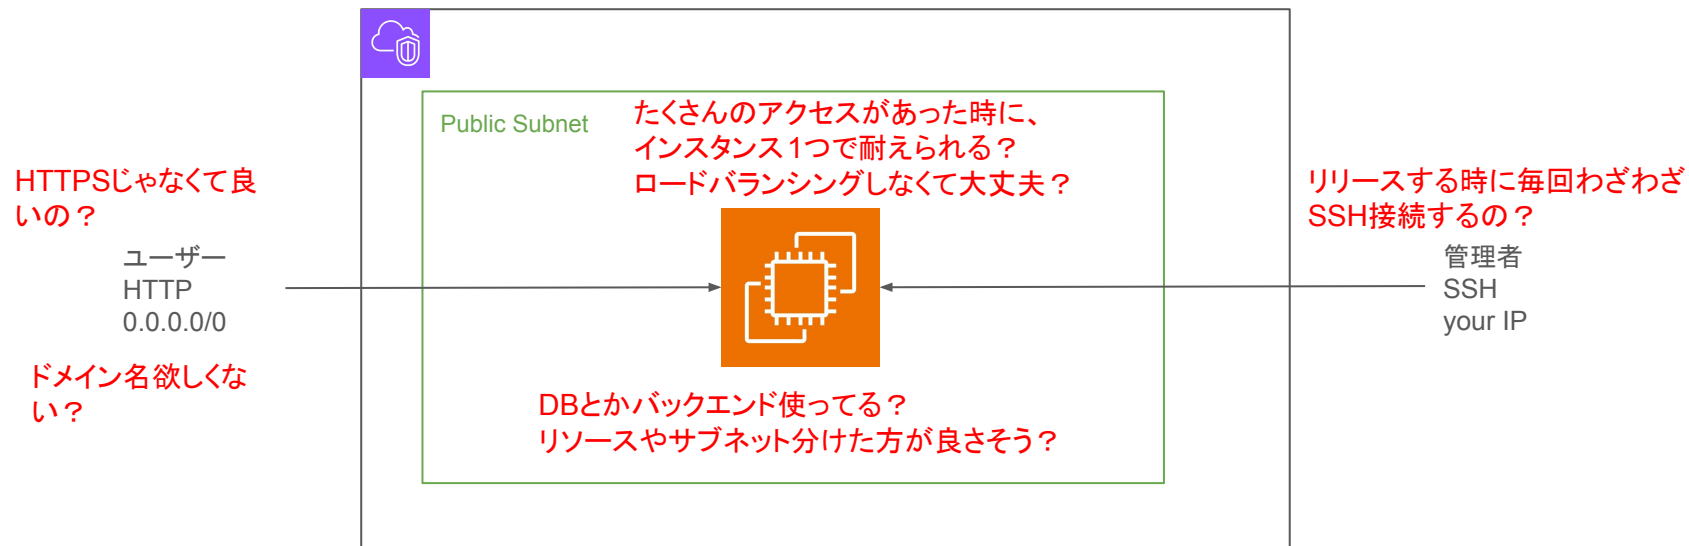 Public Subnet
たくさんのアクセスがあった時に、
インスタンス1つで耐えられる？
ロードバランシングしなくて大丈夫？
HTTPSじゃなくて良
いの？
リリースする時に毎回わざわざ
SSH接続するの？
ユーザー
HTTP
0.0.0.0/0
管理者
SSH
your IP
ドメイン名欲しくな
い？
DBとかバックエンド使ってる？
リソースやサブネット分けた方が良さそう？